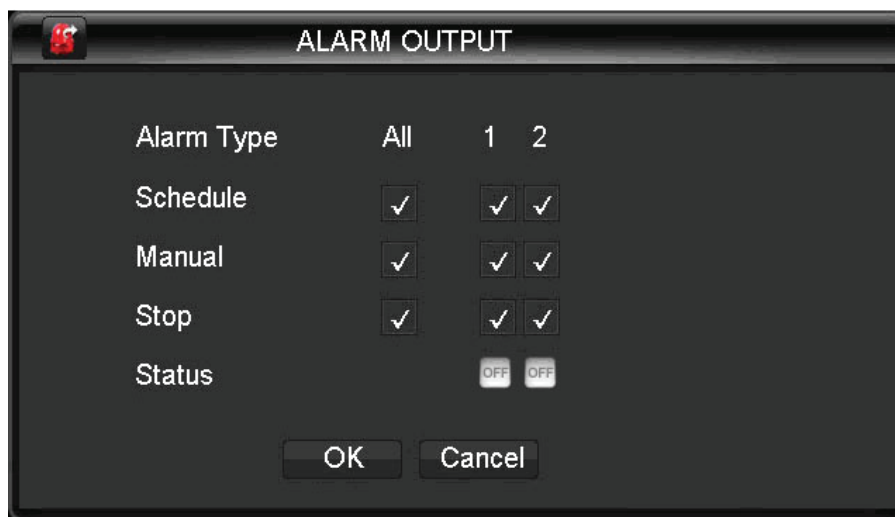 ALARM OUTPUT
Alarm Type All 1 2
Schedule
Manual
Stop
Status OFF OFF
OK Cancel